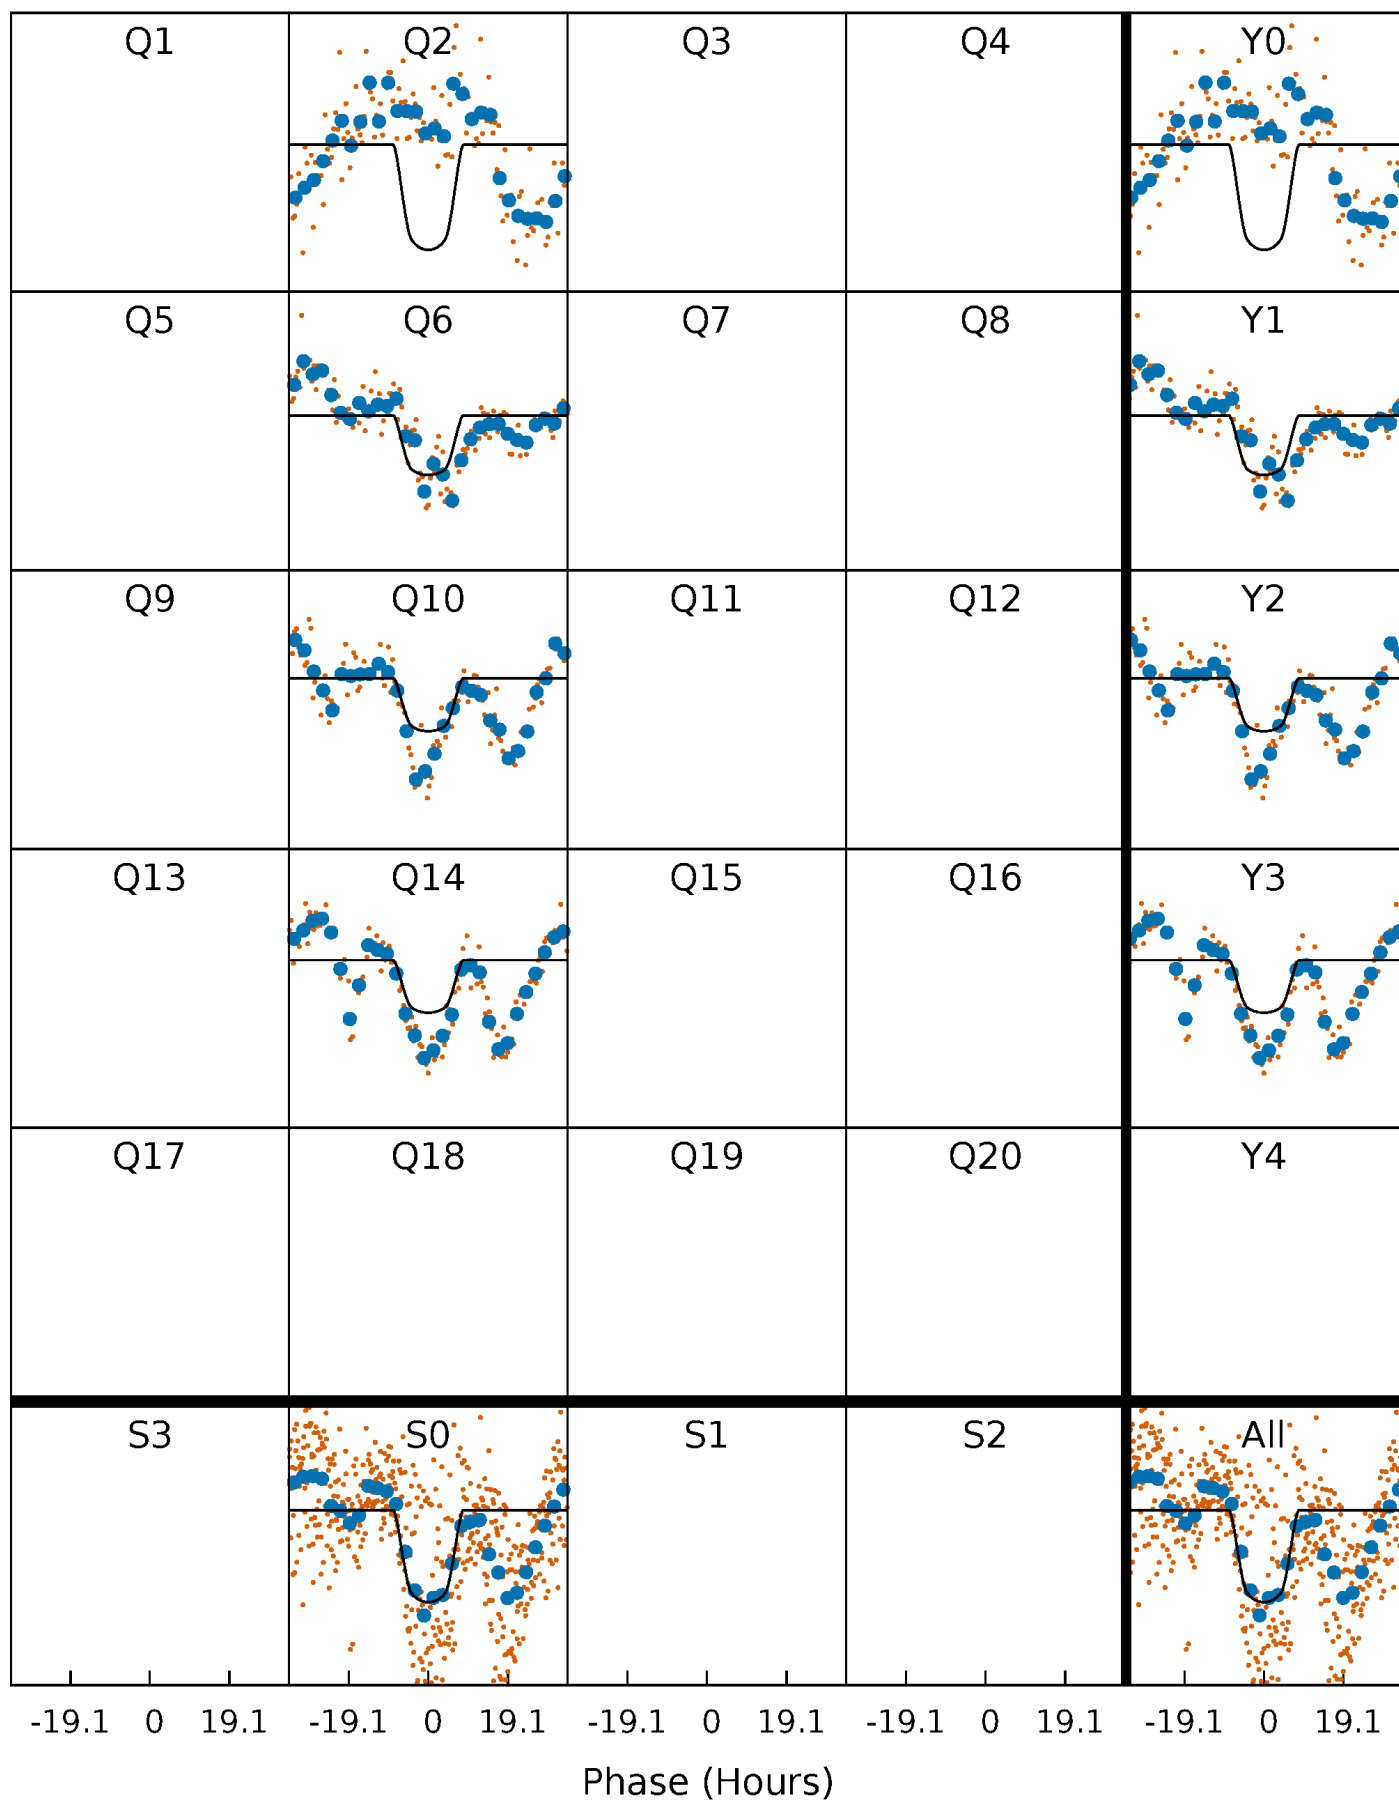 Q1 Q2 Q3 Q4 Y0
Q5 Q6 Q7 Q8 Y1
Q9 Q10 Q11 Q12 Y2
Q13 Q14 Q15 Q16 Y3
Q17 Q18 Q19 Q20 Y4
S3 S0 S1 S2 All
-19.1 0 19.1 -19.1 0 19.1 -19.1 0 19.1 -19.1 0 19.1 -19.1 0 19.1
Phase (Hours)